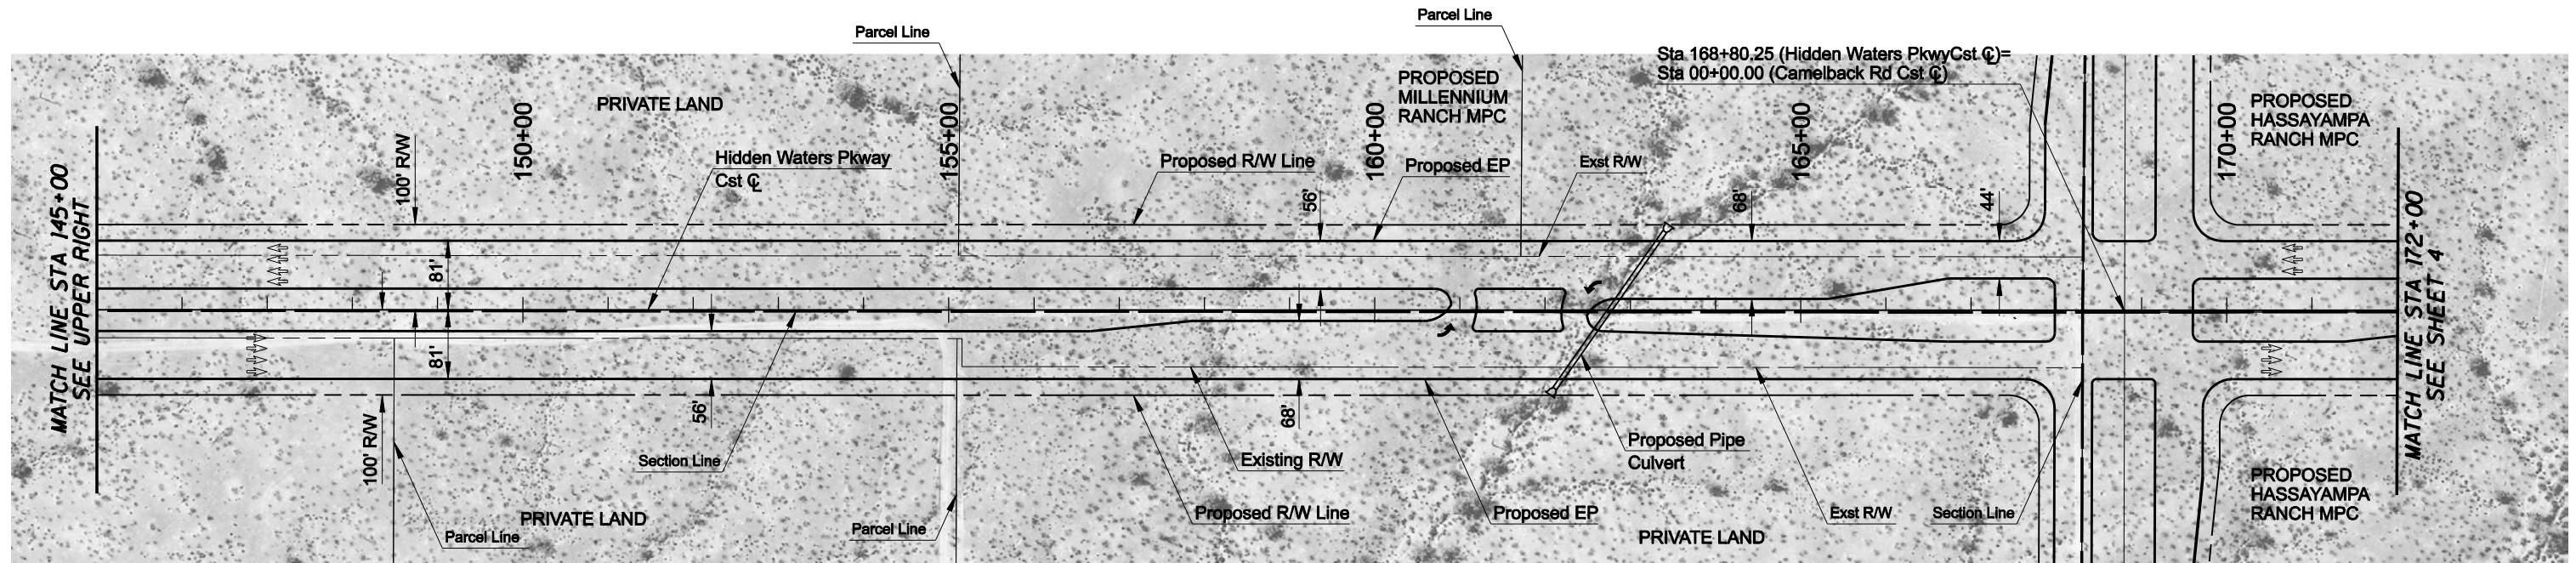 Parcel Line
Parcel Line
Sta 168+80.25 (Hidden Waters PkwyCst ℄)=
Sta 00+00.00 (Camelback Rd Cst ℄)
PRIVATE LAND
PROPOSED
MILLENNIUM
RANCH MPC
PROPOSED
HASSAYAMPA
RANCH MPC
150+00
155+00
160+00
165+00
170+00
100' R/W
Hidden Waters Pkway
Cst ℄
Proposed R/W Line
Proposed EP
Exst R/W
56'
68'
44'
MATCH LINE STA 145+00
SEE UPPER RIGHT
81'
81'
MATCH LINE STA 172+00
SEE SHEET 4
100' R/W
56'
68'
Section Line
Existing R/W
Proposed Pipe
Culvert
Parcel Line
PRIVATE LAND
Parcel Line
Proposed R/W Line
Proposed EP
PRIVATE LAND
Exst R/W
Section Line
PROPOSED
HASSAYAMPA
RANCH MPC